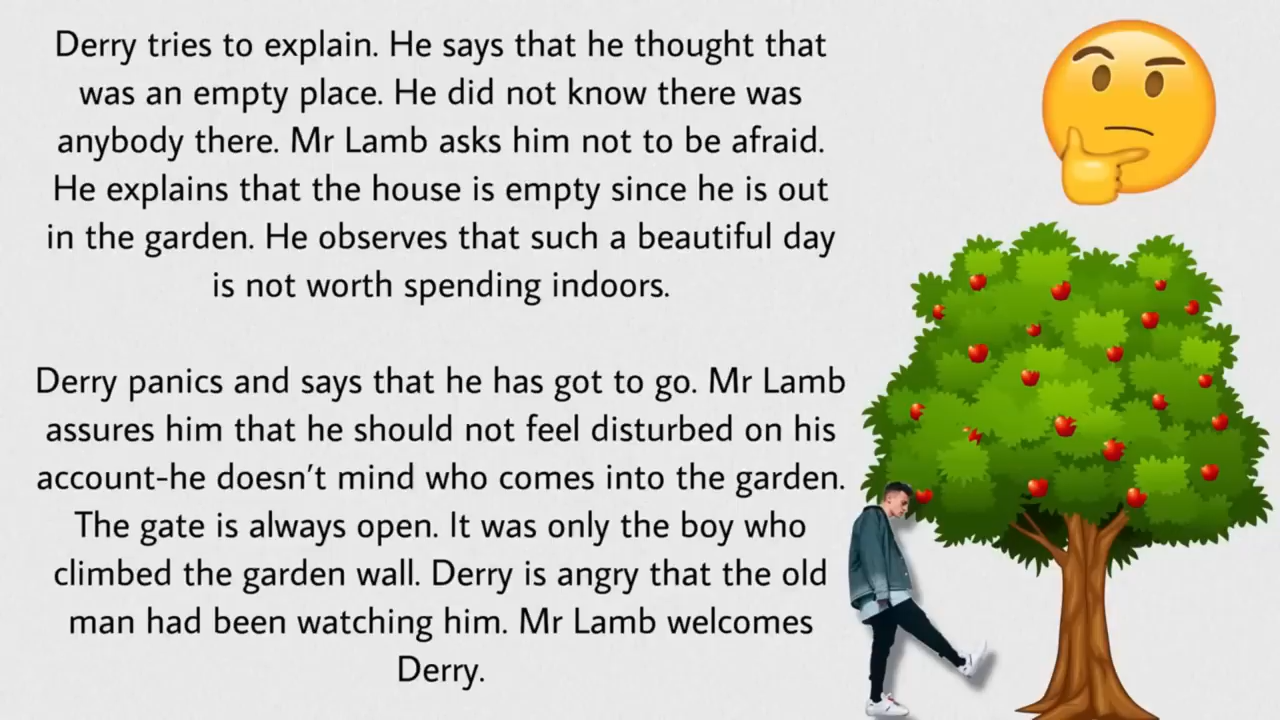 Derry tries to explain. He says that he thought that
was an empty place. He did not know there was
anybody there. Mr Lamb asks him not to be afraid.
He explains that the house is empty since he is out
in the garden. He observes that such a beautiful day
is not worth spending indoors.
Derry panics and says that he has got to go. Mr Lamb
assures him that he should not feel disturbed on his
account-he doesn’t mind who comes into the garden.
The gate is always open. It was only the boy who
climbed the garden wall. Derry is angry that the old
man had been watching him. Mr Lamb welcomes
Derry.